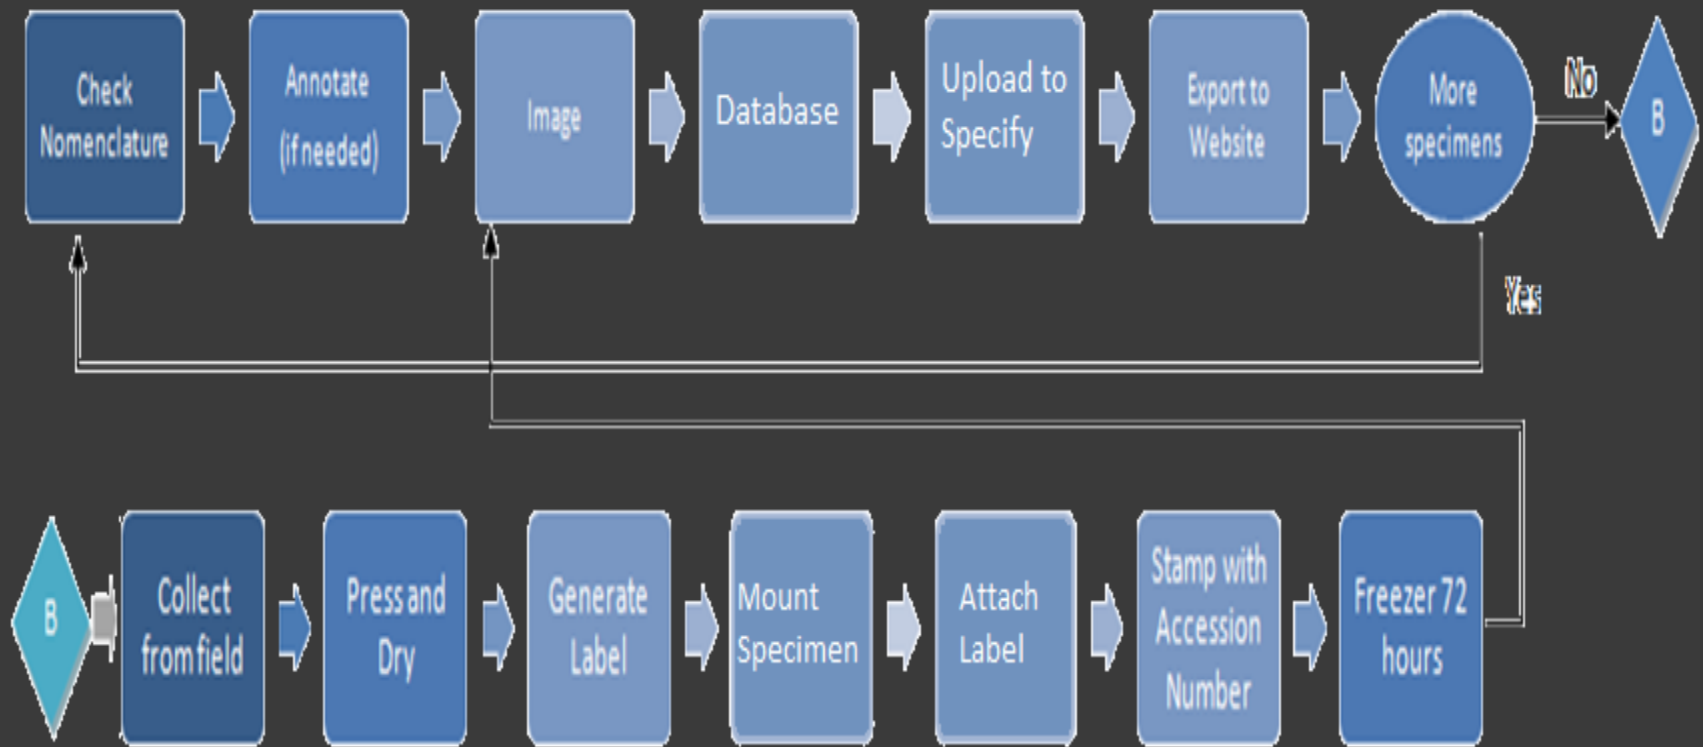 Check
Nomenclature
Annotate
(if needed)
Image
Database
Upload to
Specify
Export to
Website
More
specimens
No
B
Yes
B
Collect
from field
Press and
Dry
Generate
Label
Mount
Specimen
Attach
Label
Stamp with
Accession
Number
Freezer 72
hours